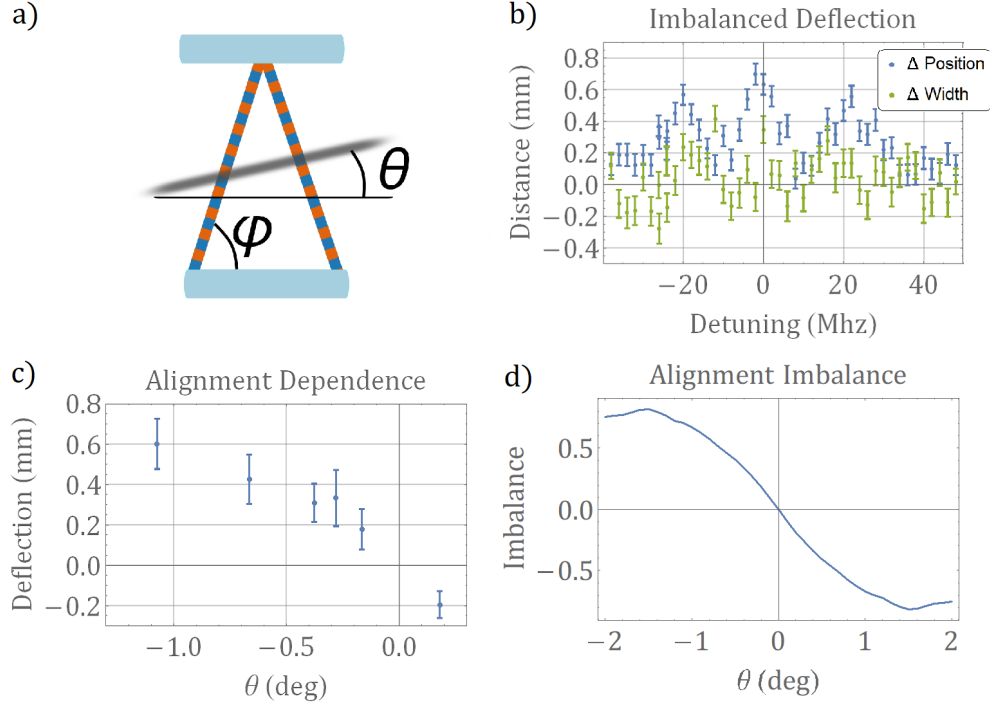 a)
θ
φ
b)
Imbalanced Deflection
Δ Position
Δ Width
Distance (mm)
0.8
0.6
0.4
0.2
0.0
−0.2
−0.4
−20 0 20 40
Detuning (Mhz)
c)
Alignment Dependence
Deflection (mm)
0.8
0.6
0.4
0.2
0.0
−0.2
−1.0 −0.5 0.0
θ (deg)
d)
Alignment Imbalance
Imbalance
0.5
0.0
−0.5
−2 −1 0 1 2
θ (deg)